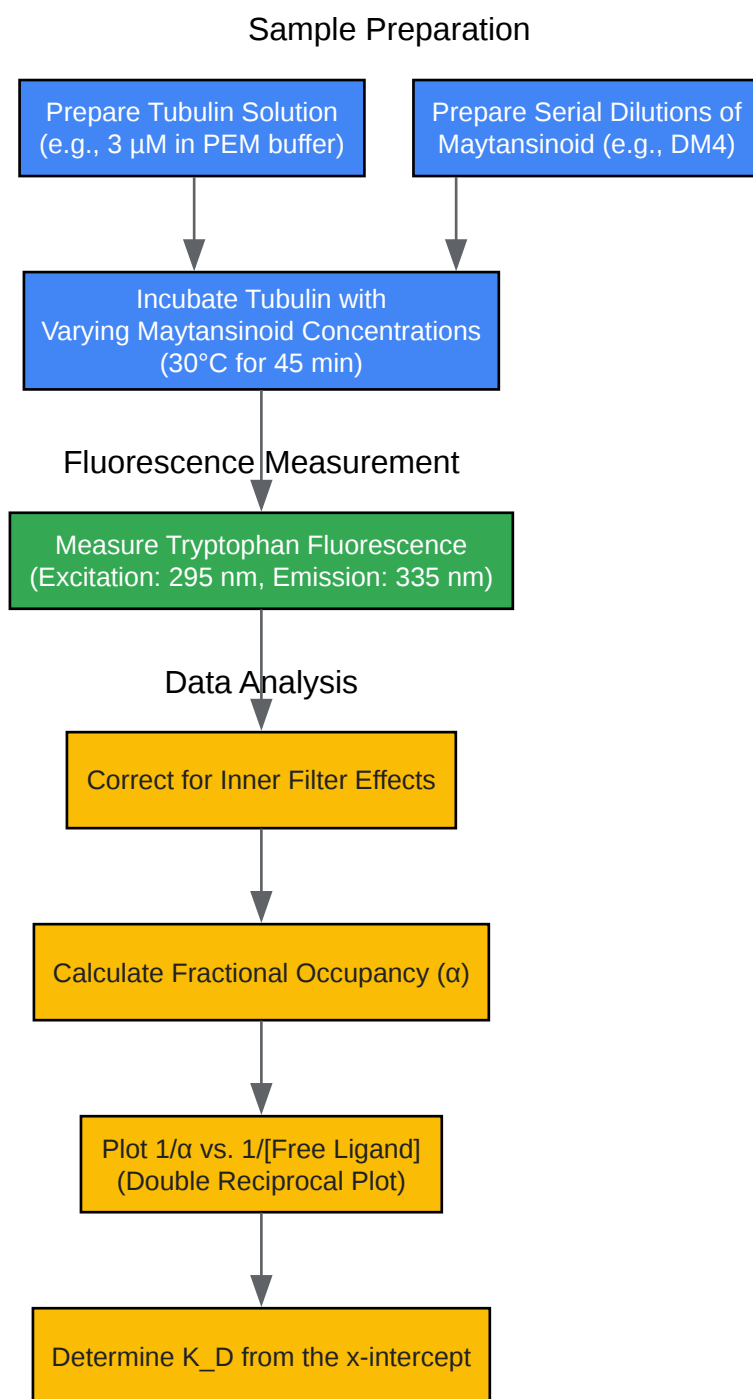 Sample Preparation
Prepare Tubulin Solution
(e.g., 3 µM in PEM buffer)
Prepare Serial Dilutions of
Maytansinoid (e.g., DM4)
Incubate Tubulin with
Varying Maytansinoid Concentrations
(30°C for 45 min)
Fluorescence Measurement
Measure Tryptophan Fluorescence
(Excitation: 295 nm, Emission: 335 nm)
Data Analysis
Correct for Inner Filter Effects
Calculate Fractional Occupancy (α)
Plot 1/α vs. 1/[Free Ligand]
(Double Reciprocal Plot)
Determine K_D from the x-intercept